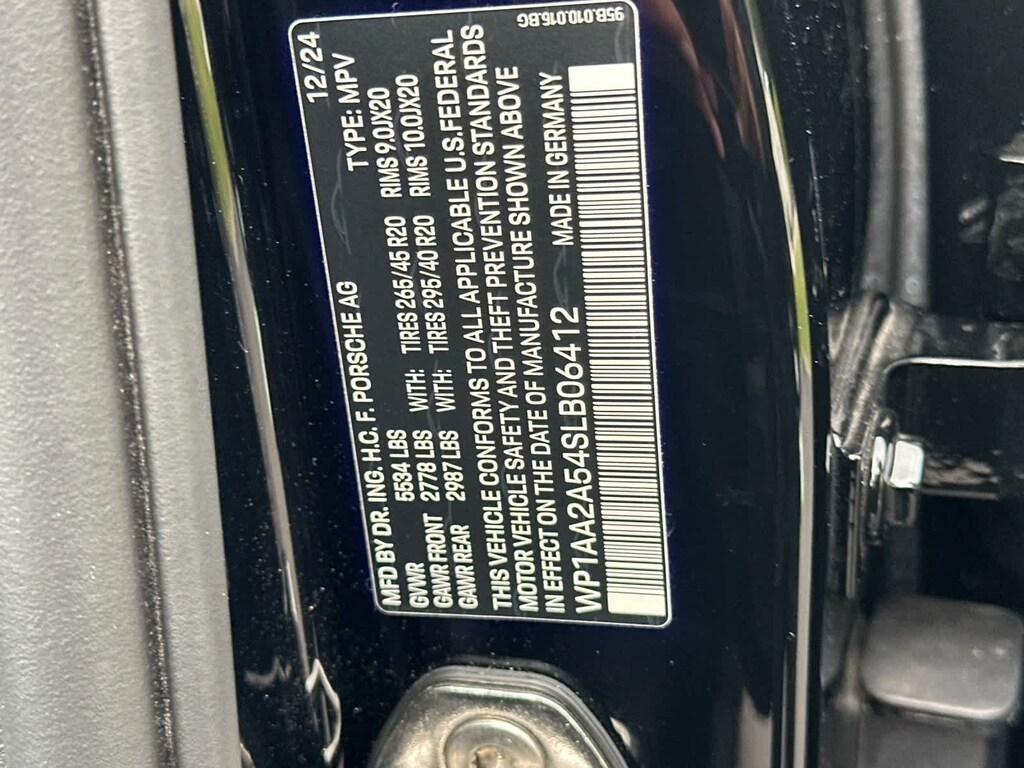 MFD BY DR. ING. H.C. F. PORSCHE AG 12/24
GVWR 5534 LBS TYPE: MPV
GAWR FRONT 2778 LBS WITH: TIRES 265/45 R20 RIMS 9.0JX20
GAWR REAR 2987 LBS WITH: TIRES 295/40 R20 RIMS 10.0JX20
THIS VEHICLE CONFORMS TO ALL APPLICABLE U.S.FEDERAL
MOTOR VEHICLE SAFETY AND THEFT PREVENTION STANDARDS
IN EFFECT ON THE DATE OF MANUFACTURE SHOWN ABOVE
WP1AA2A54SLB06412 MADE IN GERMANY
95B.010.016.BG